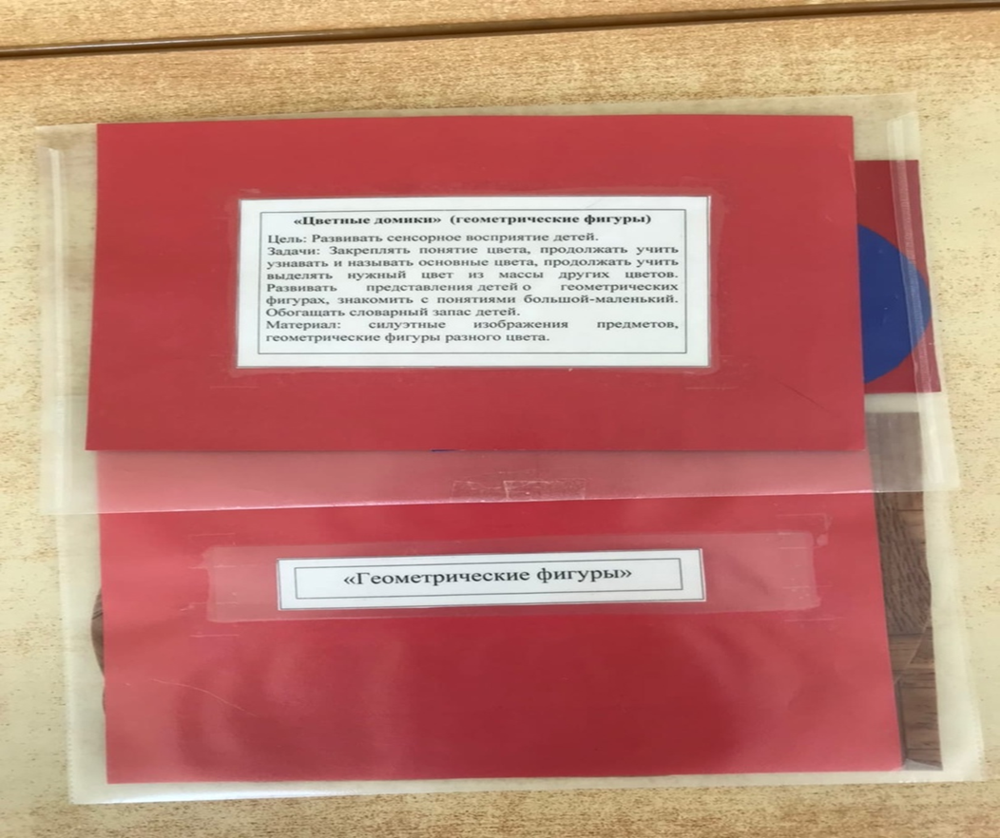 «Цветные домики» (геометрические фигуры)
Цель: Развивать сенсорное восприятие детей.
Задачи: Закреплять понятие цвета, продолжать учить
узнавать и называть основные цвета, продолжать учить
выделять нужный цвет из массы других цветов.
Развивать представления детей о геометрических
фигурах, знакомить с понятиями большой-маленький.
Обогащать словарный запас детей.
Материал: силуэтные изображения предметов,
геометрические фигуры разного цвета.
«Геометрические фигуры»